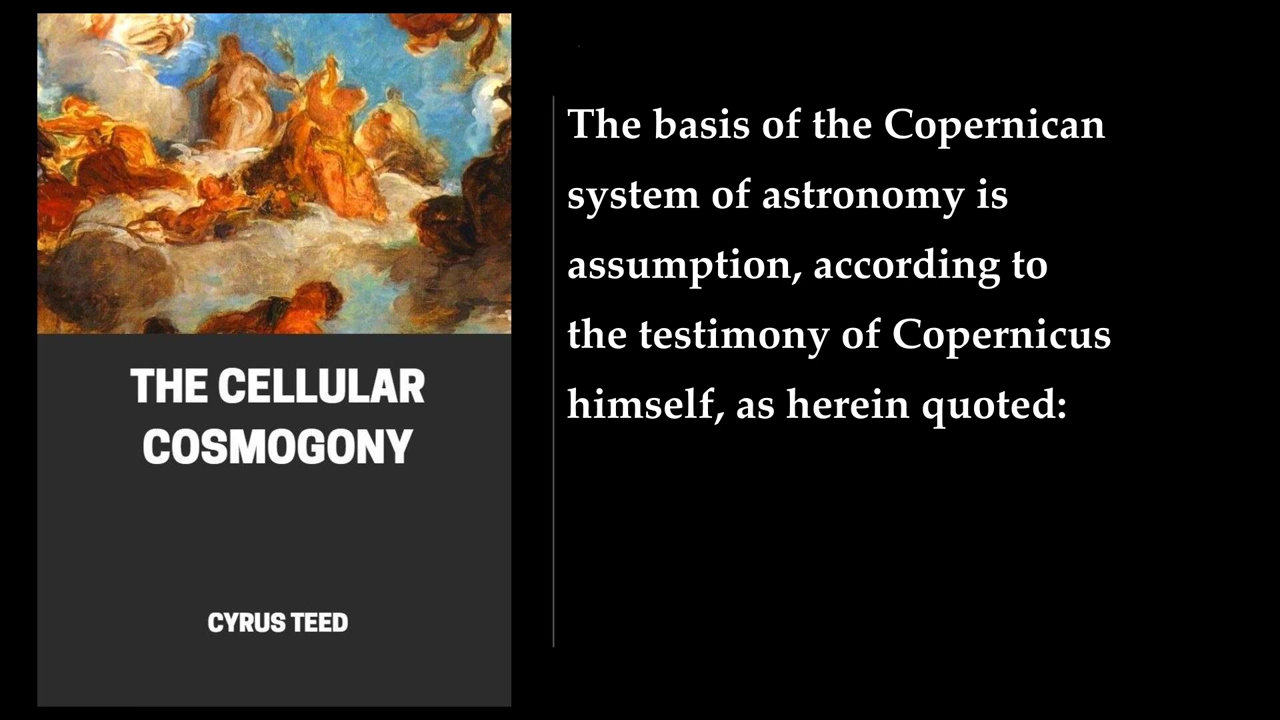 THE CELLULAR
COSMOGONY
CYRUS TEED
The basis of the Copernican
system of astronomy is
assumption, according to
the testimony of Copernicus
himself, as herein quoted: